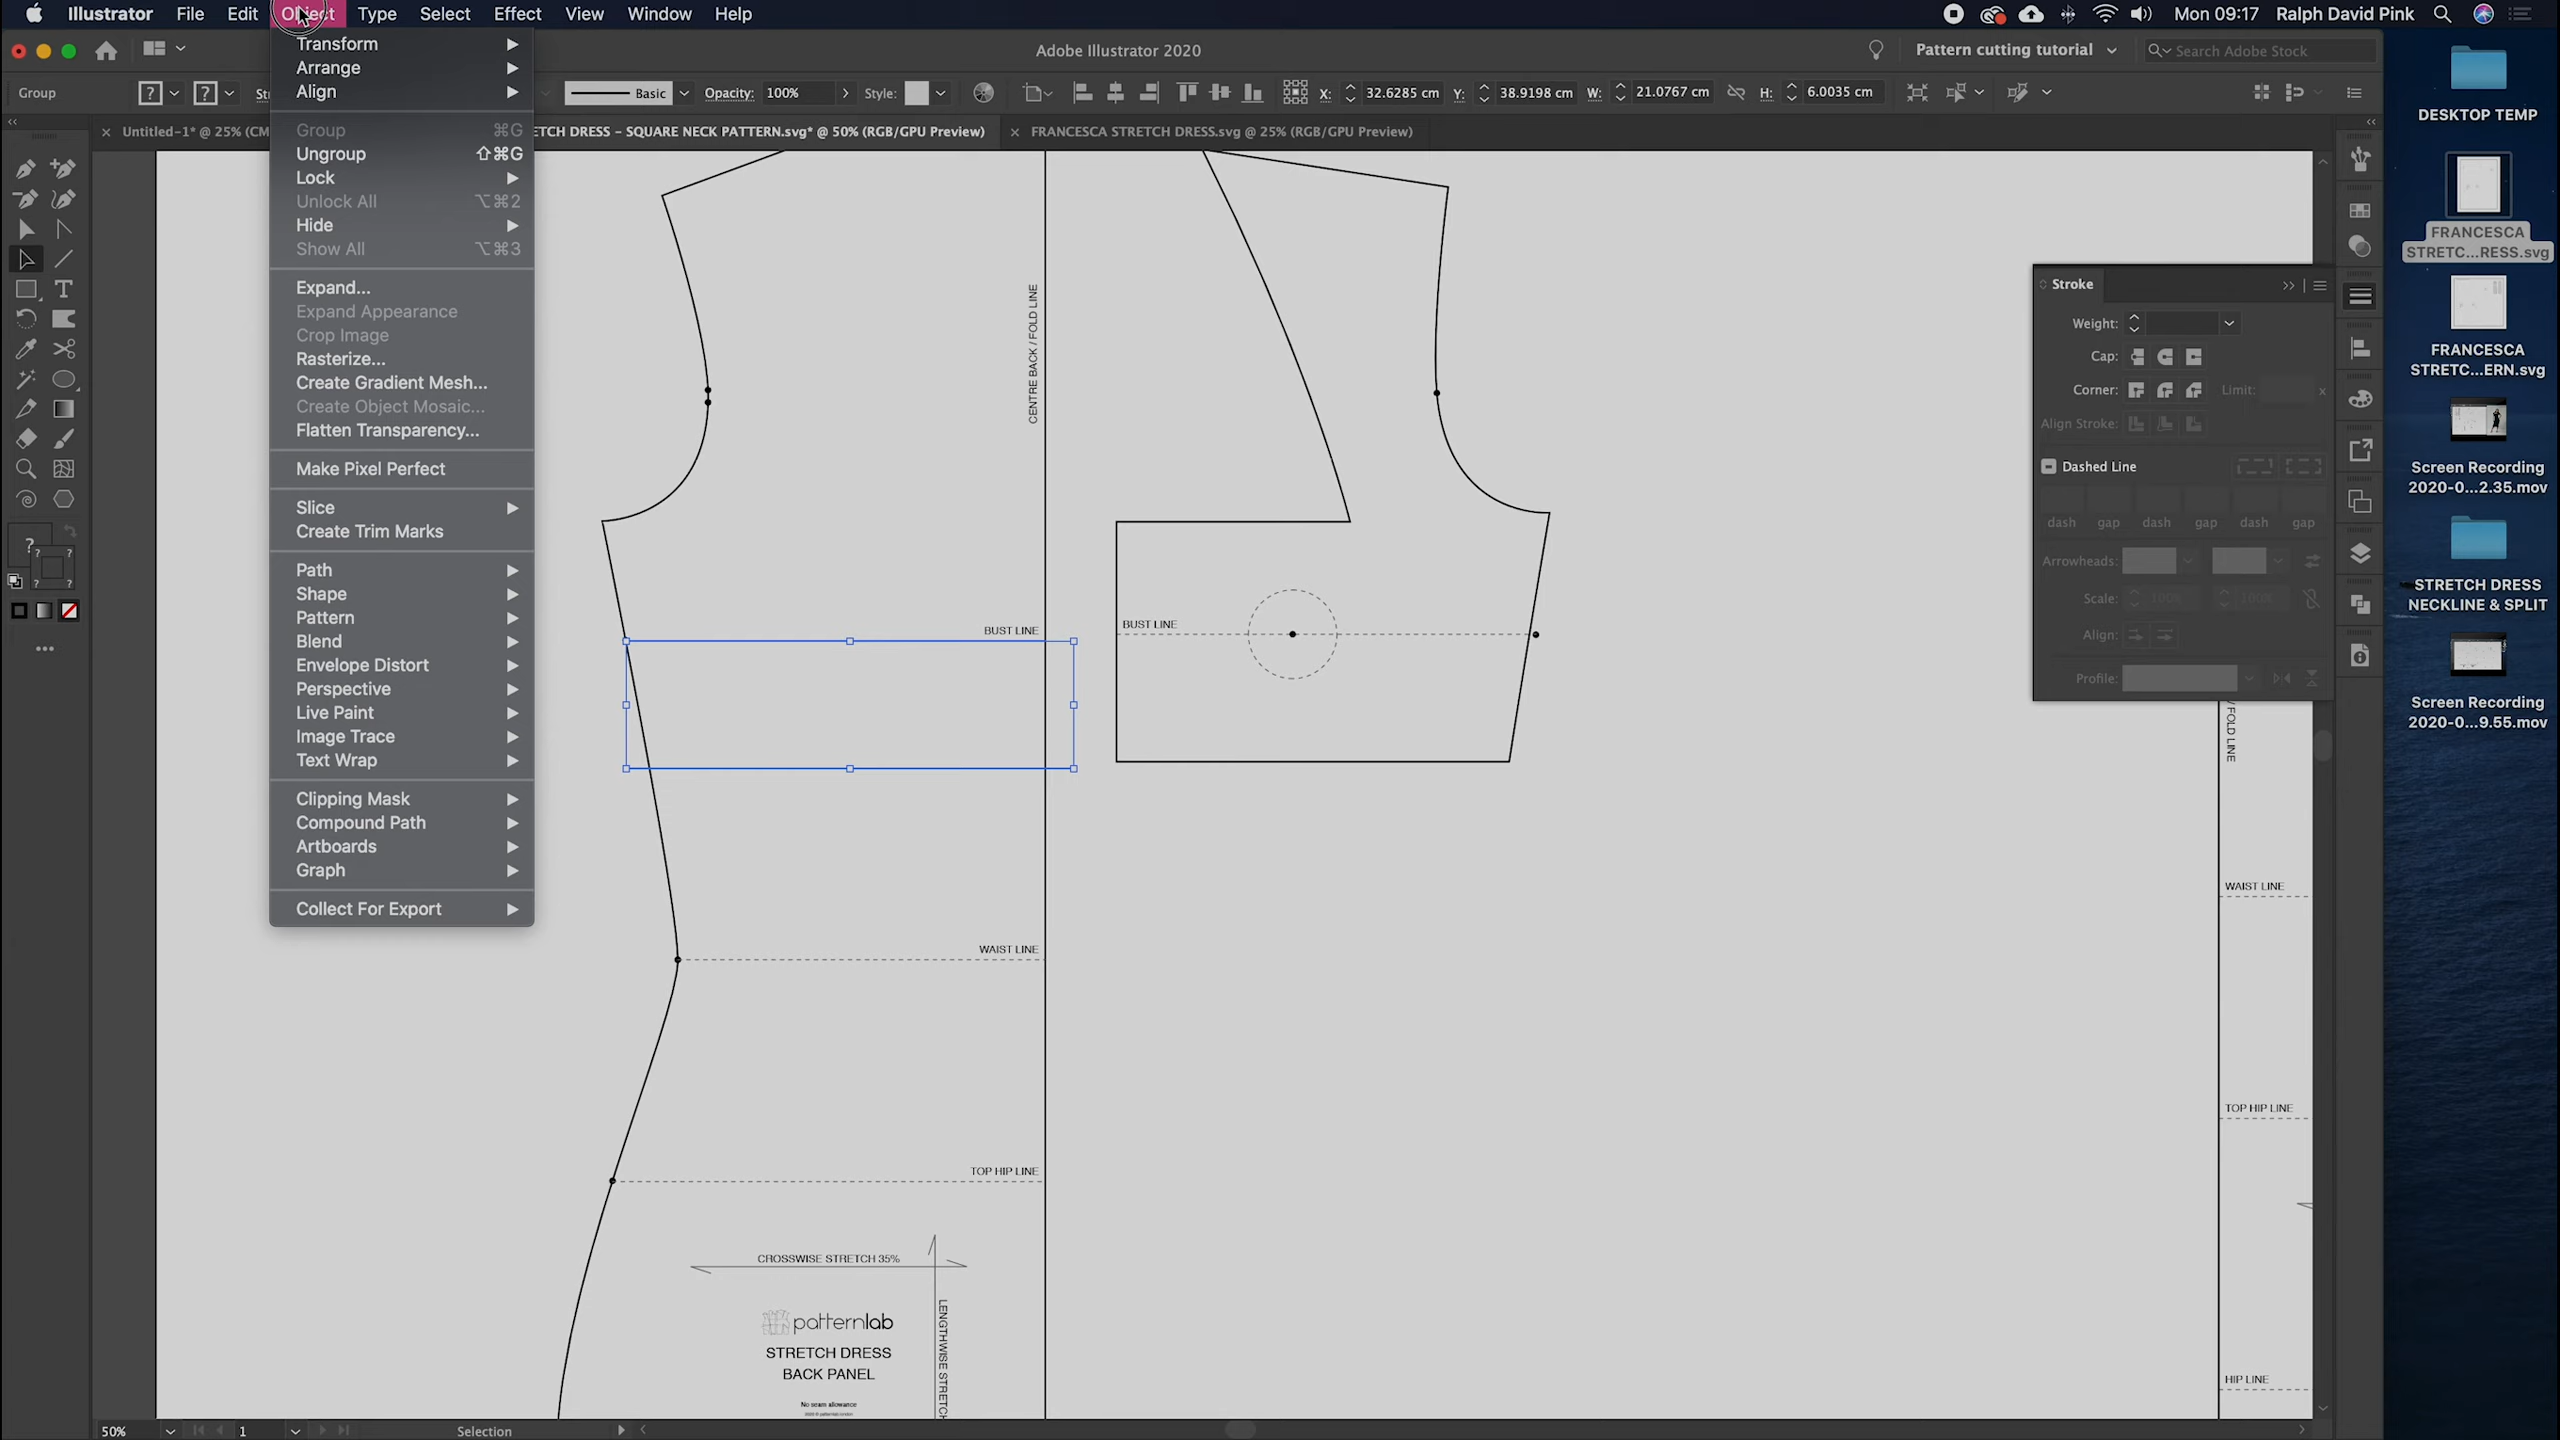 Illustrator File Edit Object Type Select Effect View Window Help
Mon 09:17 Ralph David Pink
Adobe Illustrator 2020
Pattern cutting tutorial
Search Adobe Stock
Group
Basic
Opacity: 100%
Style:
X: 32.6285 cm
Y: 38.9198 cm
W: 21.0767 cm
H: 6.0035 cm
Untitled-1* @ 25% (CM
TCH DRESS – SQUARE NECK PATTERN.svg* @ 50% (RGB/GPU Preview)
FRANCESCA STRETCH DRESS.svg @ 25% (RGB/GPU Preview)
Transform
Arrange
Align
Group ⌘G
Ungroup ⇧⌘G
Lock
Unlock All ⌥⌘2
Hide
Show All ⌥⌘3
Expand...
Expand Appearance
Crop Image
Rasterize...
Create Gradient Mesh...
Create Object Mosaic...
Flatten Transparency...
Make Pixel Perfect
Slice
Create Trim Marks
Path
Shape
Pattern
Blend
Envelope Distort
Perspective
Live Paint
Image Trace
Text Wrap
Clipping Mask
Compound Path
Artboards
Graph
Collect For Export
CENTRE BACK / FOLD LINE
BUST LINE
BUST LINE
WAIST LINE
TOP HIP LINE
CROSSWISE STRETCH 35%
LENGTHWISE STRETCH
patternlab
STRETCH DRESS
BACK PANEL
No seam allowance
/ FOLD LINE
WAIST LINE
TOP HIP LINE
HIP LINE
Stroke
Weight:
Cap:
Corner:
Limit:
x
Align Stroke:
Dashed Line
dash gap dash gap dash gap
Arrowheads:
Scale: 100% 100%
Align:
Profile:
DESKTOP TEMP
FRANCESCA
STRETC...RESS.svg
FRANCESCA
STRETC...ERN.svg
Screen Recording
2020-0...2.35.mov
STRETCH DRESS
NECKLINE & SPLIT
Screen Recording
2020-0...9.55.mov
50%
1
Selection